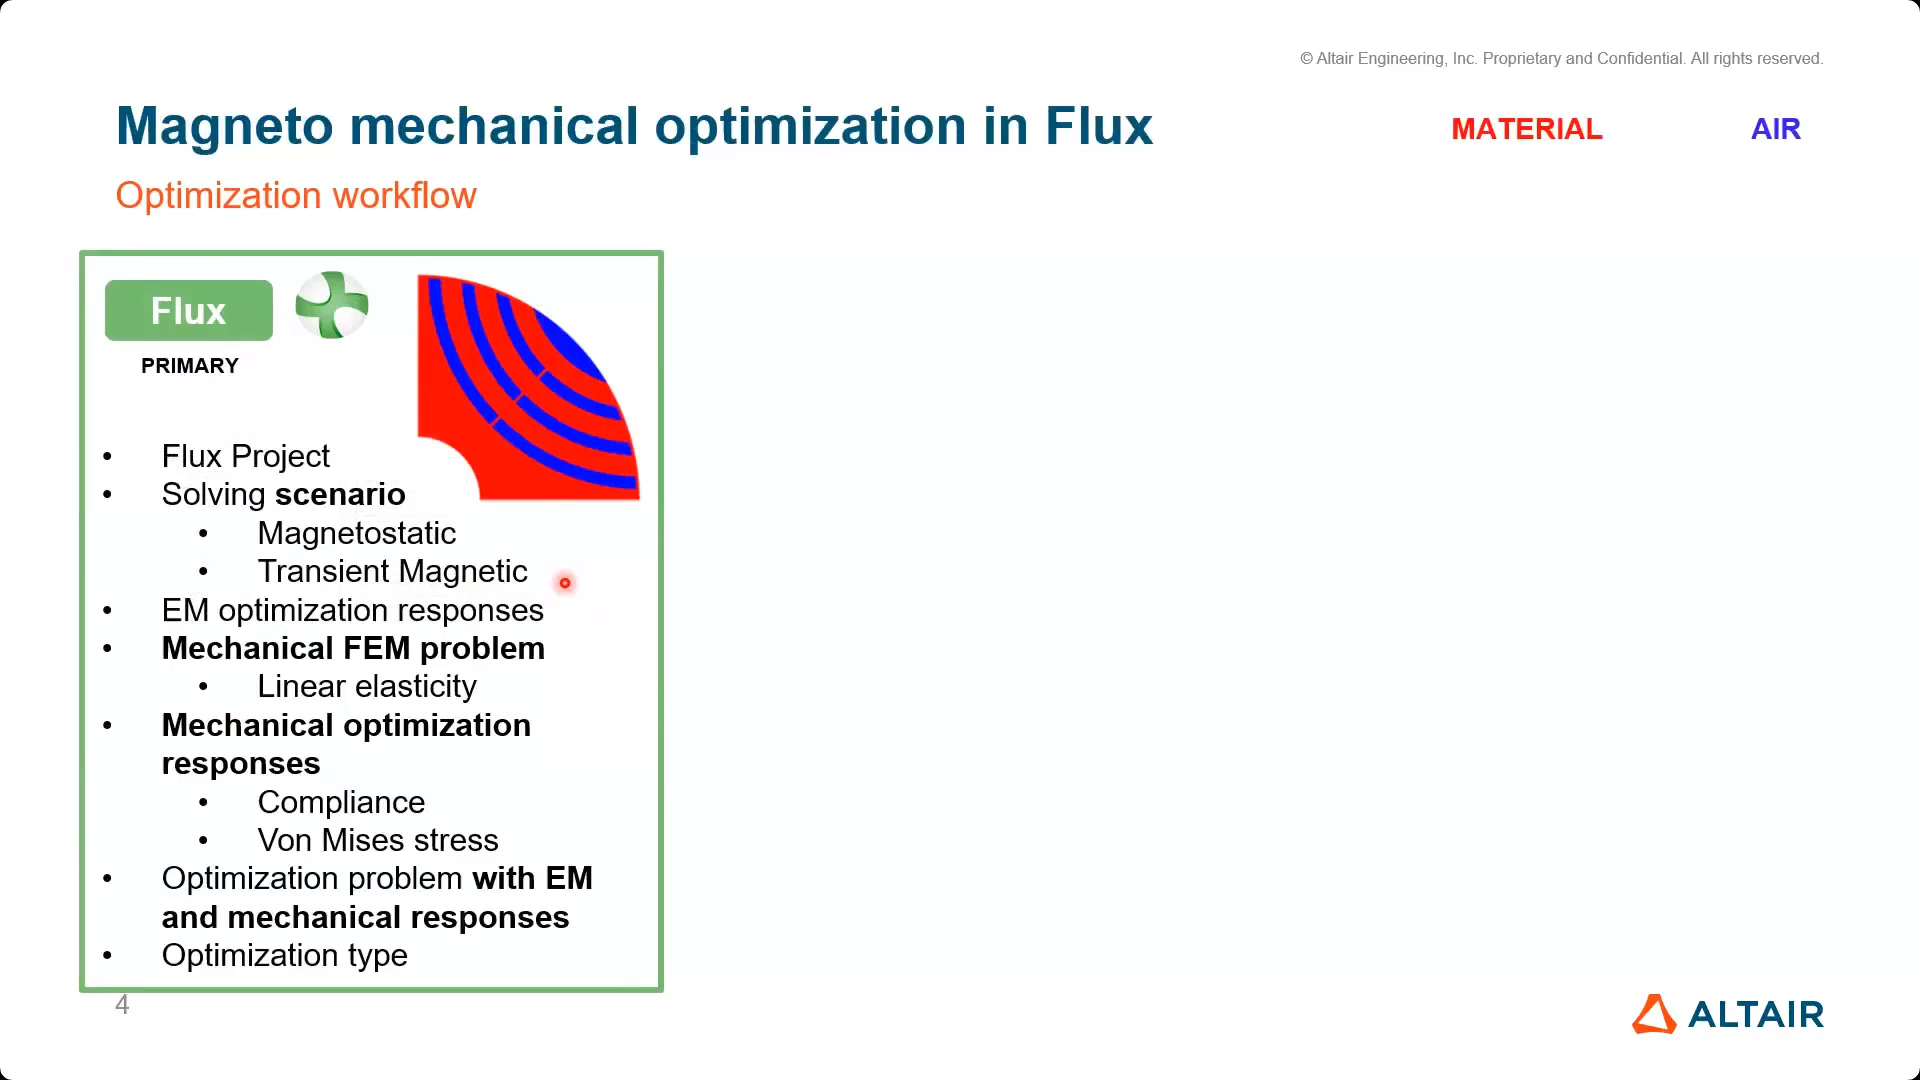 © Altair Engineering, Inc. Proprietary and Confidential. All rights reserved.
Magneto mechanical optimization in Flux
MATERIAL
AIR
Optimization workflow
Flux
PRIMARY
• Flux Project
• Solving scenario
• Magnetostatic
• Transient Magnetic
• EM optimization responses
• Mechanical FEM problem
• Linear elasticity
• Mechanical optimization
responses
• Compliance
• Von Mises stress
• Optimization problem with EM
and mechanical responses
• Optimization type
4
ALTAIR